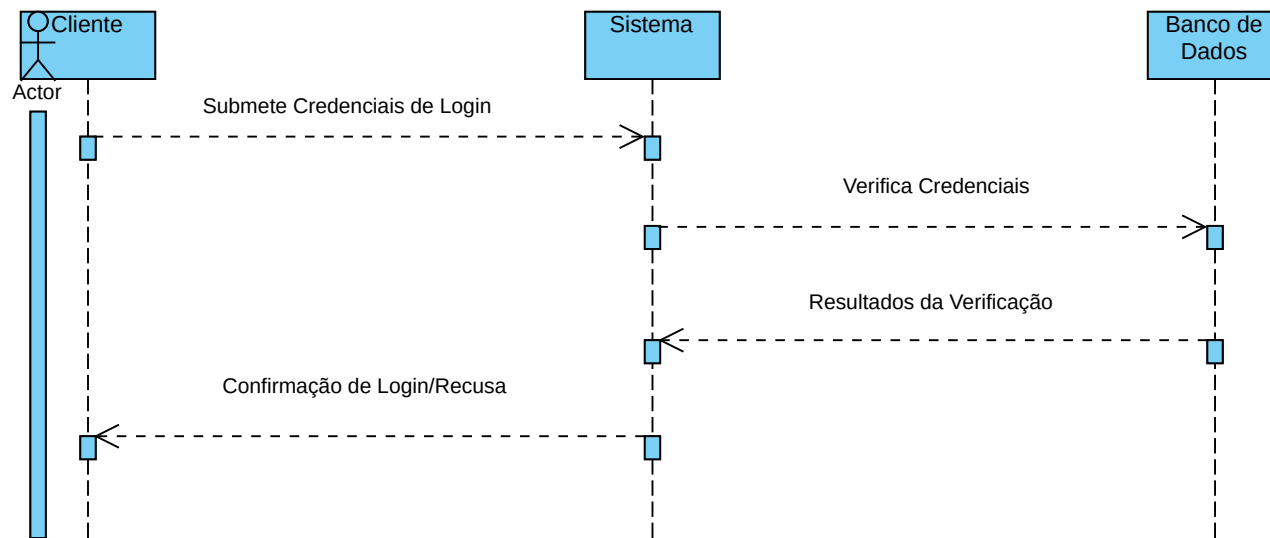 Cliente
Sistema
Banco de
Dados
Actor
Submete Credenciais de Login
Verifica Credenciais
Resultados da Verificação
Confirmação de Login/Recusa